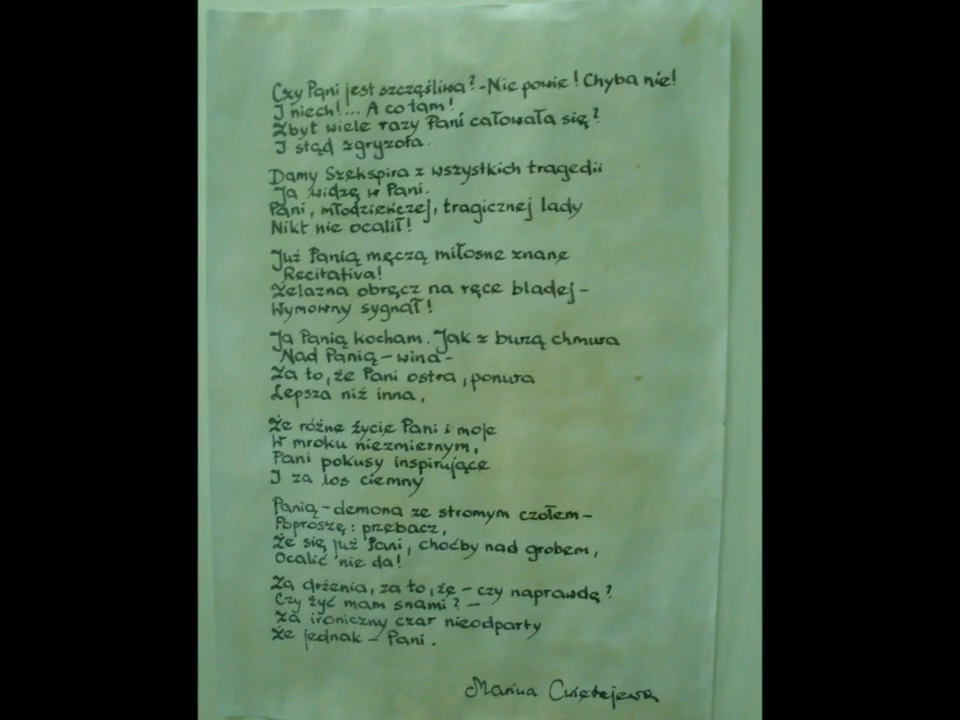 Czy Pani jest szczęśliwa? - Nie powie! Chyba nie!
I niech!... A co tam!
Zbyt wiele razy Pani całowała się?
I stąd zgryzota.
Damy Szekspira z wszystkich tragedii
Ja widzę w Pani.
Pani, młodzieńczej, tragicznej lady
Nikt nie ocalił!
Już Panią męczą miłosne znane
Recitativa!
Żelazna obręcz na ręce bladej -
Wymowny sygnał!
Ja Panią kocham. Jak z burzą chmura
Nad Panią - wina -
Za to, że Pani ostra, ponura
Lepsza niż inna,
Że różne życie Pani i moje
W mroku niezmiernym,
Pani pokusy inspirujące
I za los ciemny
Panią - demona ze stromym czołem -
Poproszę: przebacz,
Że się już Pani, choćby nad grobem,
Ocalić nie da!
Za drżenia, za to, że - czy naprawdę?
Czy żyć mam snami? -
Za ironiczny czar nieodparty
Że jednak - Pani.
Marina Cwietajewa